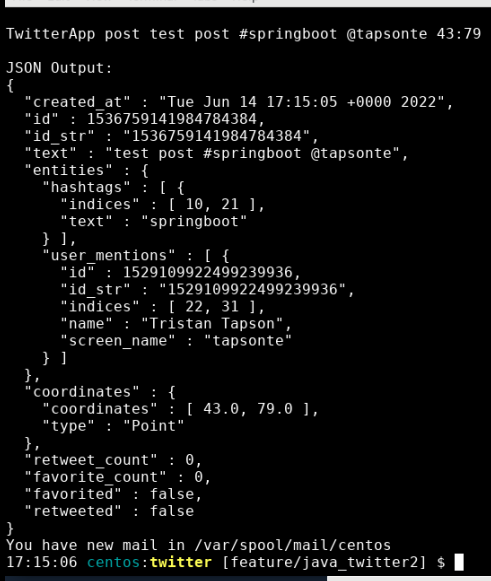 TwitterApp post test post #springboot @tapsonte 43:79
JSON Output:
{
"created_at" : "Tue Jun 14 17:15:05 +0000 2022",
"id" : 1536759141984784384,
"id_str" : "1536759141984784384",
"text" : "test post #springboot @tapsonte",
"entities" : {
"hashtags" : [ {
"indices" : [ 10, 21 ],
"text" : "springboot"
} ],
"user_mentions" : [ {
"id" : 1529109922499239936,
"id_str" : "1529109922499239936",
"indices" : [ 22, 31 ],
"name" : "Tristan Tapson",
"screen_name" : "tapsonte"
} ]
},
"coordinates" : {
"coordinates" : [ 43.0, 79.0 ],
"type" : "Point"
},
"retweet_count" : 0,
"favorite_count" : 0,
"favorited" : false,
"retweeted" : false
}
You have new mail in /var/spool/mail/centos
17:15:06 centos:twitter [feature/java_twitter2] $